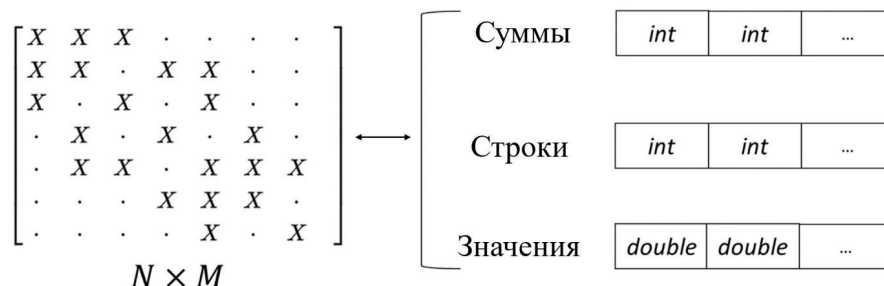 X X X · · · ·
X X · X X · ·
X · X · X · ·
· X · X · X ·
· X X · X X X
· · · X X X ·
· · · · X · X
N × M
Суммы int int ...
Строки int int ...
Значения double double ...